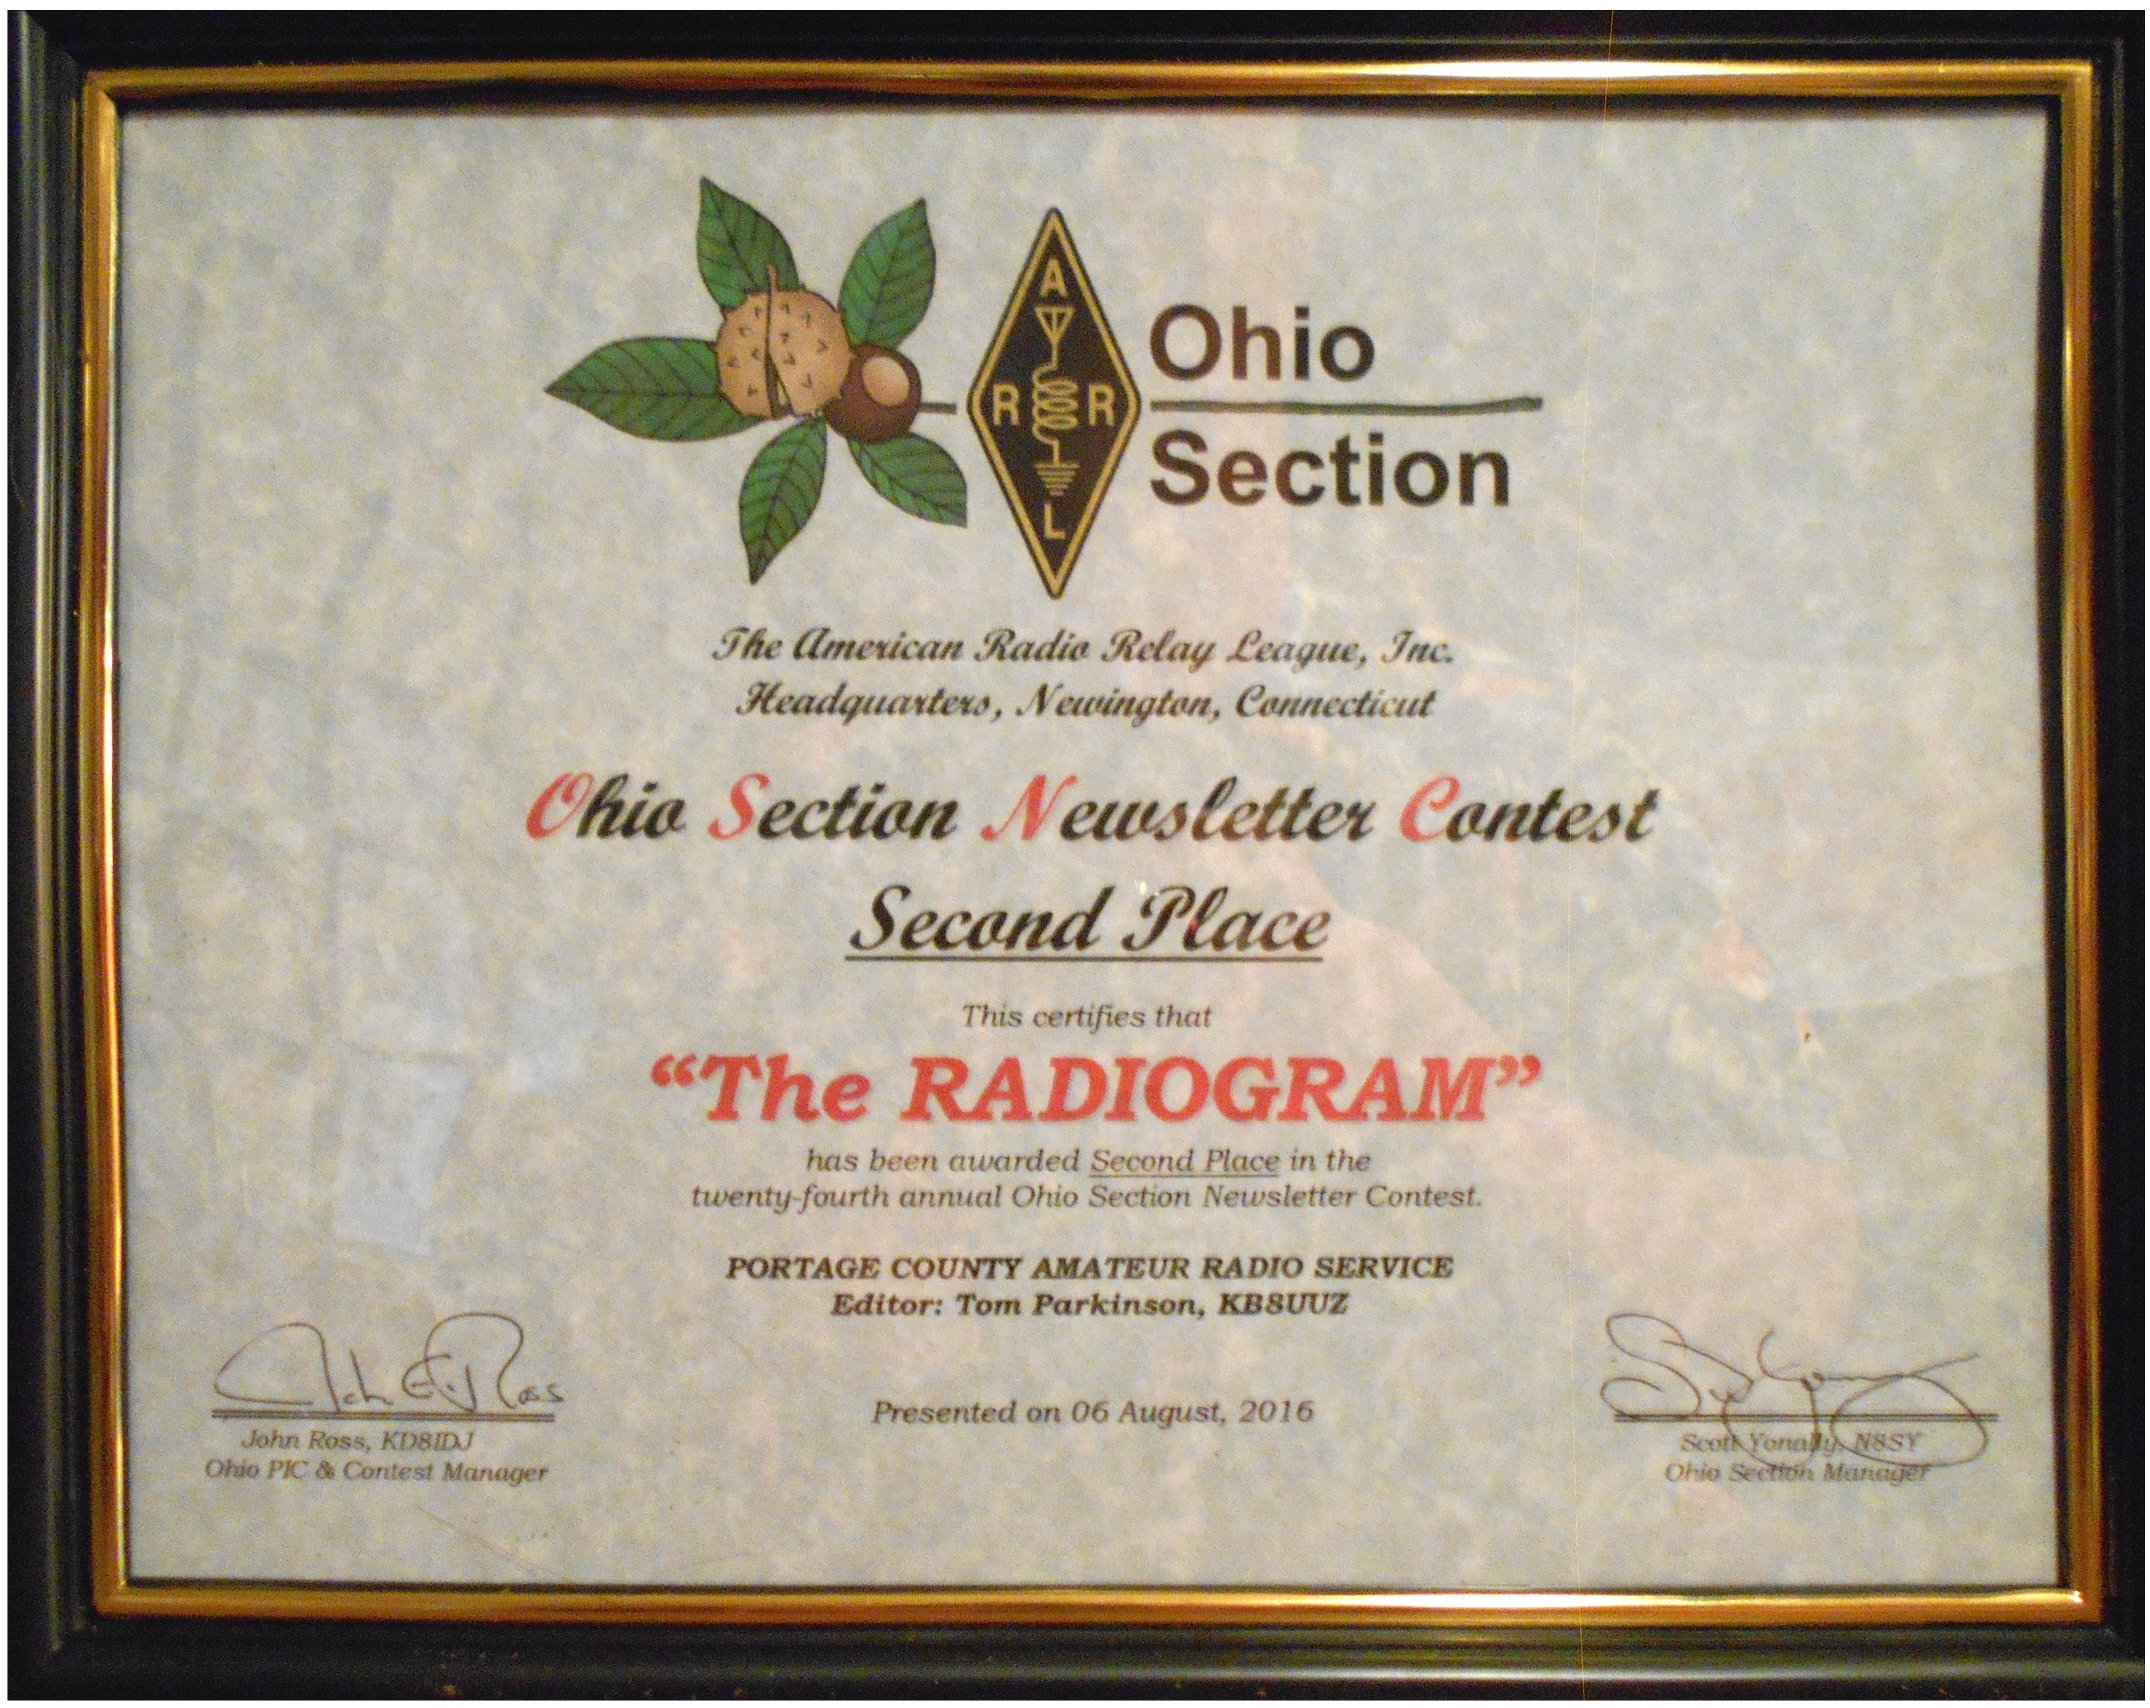 A
R R
L
Ohio
Section
The American Radio Relay League, Inc.
Headquarters, Newington, Connecticut
Ohio Section Newsletter Contest
Second Place
This certifies that
“The RADIOGRAM”
has been awarded Second Place in the
twenty-fourth annual Ohio Section Newsletter Contest.
PORTAGE COUNTY AMATEUR RADIO SERVICE
Editor: Tom Parkinson, KB8UUZ
Presented on 06 August, 2016
John E. Ross
John Ross, KD8IDJ
Ohio PIC & Contest Manager
Scott Yonally, N8SY
Ohio Section Manager